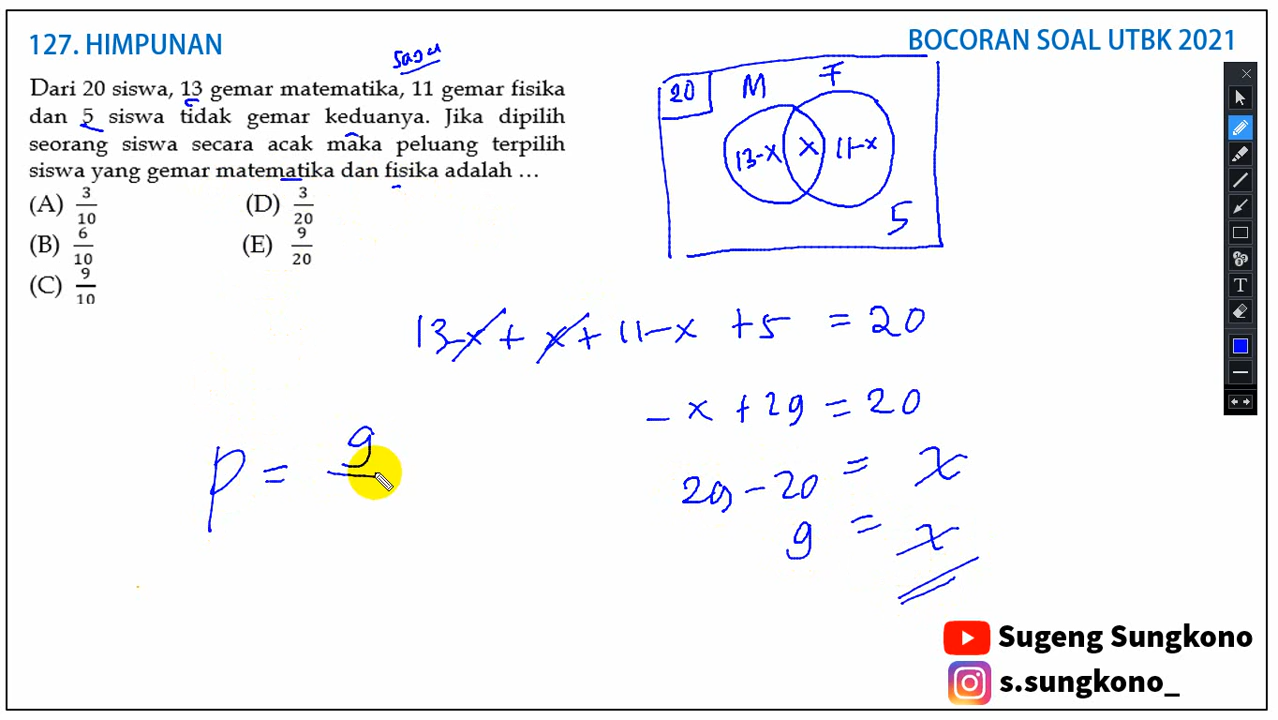 127. HIMPUNAN
BOCORAN SOAL UTBK 2021
Dari 20 siswa, 13 gemar matematika, 11 gemar fisika
dan 5 siswa tidak gemar keduanya. Jika dipilih
seorang siswa secara acak maka peluang terpilih
siswa yang gemar matematika dan fisika adalah ...
(A) 3/10
(D) 3/20
(B) 6/10
(E) 9/20
(C) 9/10
20 M F
13-x x 11-x
5
13-x + x + 11-x + 5 = 20
-x + 29 = 20
29 - 20 = x
9 = x
P = 9
T
Sugeng Sungkono
s.sungkono_